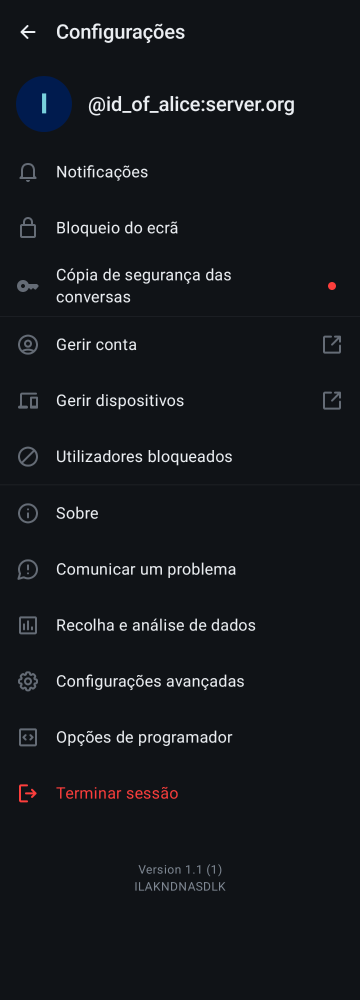 Configurações
I
@id_of_alice:server.org
Notificações
Bloqueio do ecrã
Cópia de segurança das
conversas
Gerir conta
Gerir dispositivos
Utilizadores bloqueados
Sobre
Comunicar um problema
Recolha e análise de dados
Configurações avançadas
Opções de programador
Terminar sessão
Version 1.1 (1)
ILAKNDNASDLK